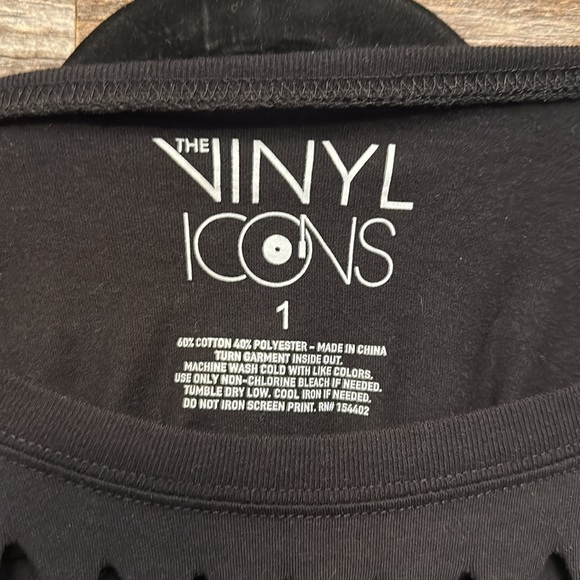 THE VINYL
ICONS
1
60% COTTON 40% POLYESTER - MADE IN CHINA
TURN GARMENT INSIDE OUT.
MACHINE WASH COLD WITH LIKE COLORS.
USE ONLY NON-CHLORINE BLEACH IF NEEDED.
TUMBLE DRY LOW. COOL IRON IF NEEDED.
DO NOT IRON SCREEN PRINT. RN# 154402